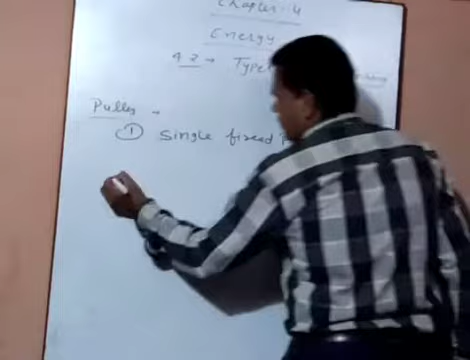 Chapter-4
Energy
4.2 → Type
Pulley →
① Single fixed P